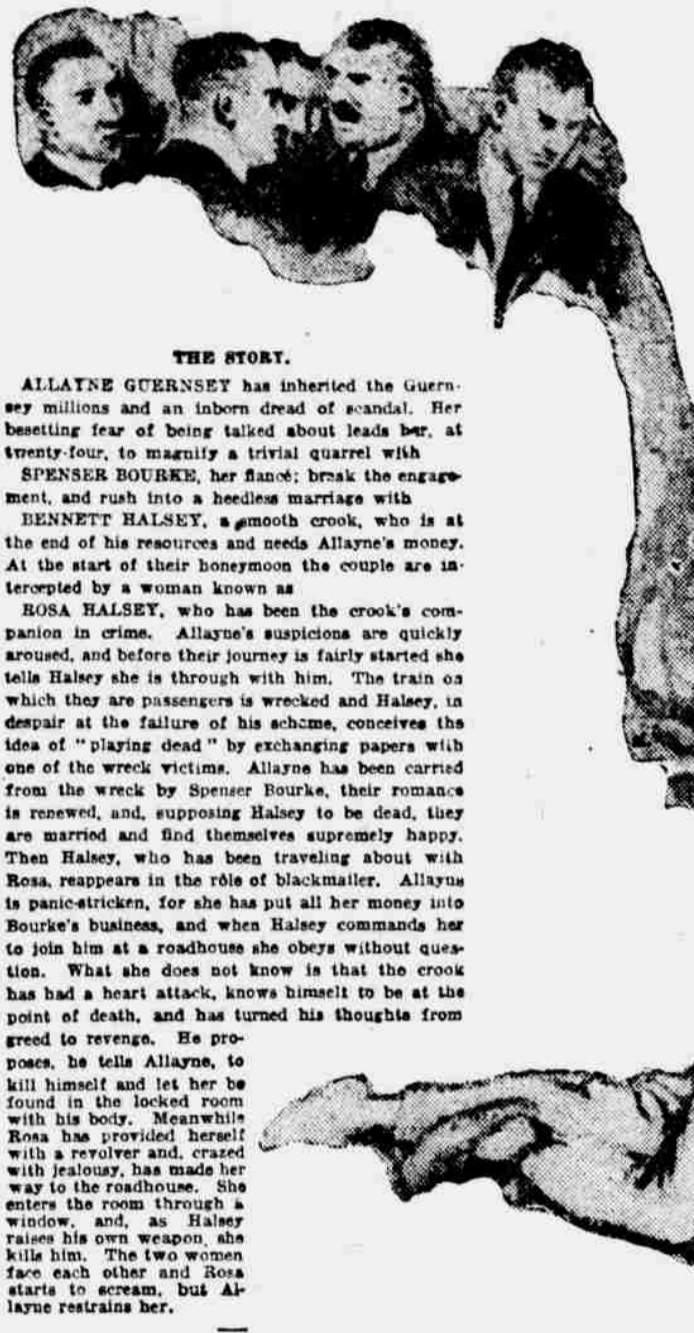 THE STORY.
ALLAYNE GUERNSEY has inherited the Guern-
sey millions and an inborn dread of scandal. Her
besetting fear of being talked about leads her, at
twenty-four, to magnify a trivial quarrel with
SPENSER BOURKE, her fiancé; break the engage-
ment, and rush into a heedless marriage with
BENNETT HALSEY, a smooth crook, who is at
the end of his resources and needs Allayne's money.
At the start of their honeymoon the couple are in-
tercepted by a woman known as
ROSA HALSEY, who has been the crook's com-
panion in crime. Allayne's suspicions are quickly
aroused, and before their journey is fairly started she
tells Halsey she is through with him. The train on
which they are passengers is wrecked and Halsey, in
despair at the failure of his scheme, conceives the
idea of "playing dead" by exchanging papers with
one of the wreck victims. Allayne has been carried
from the wreck by Spenser Bourke, their romance
is renewed, and, supposing Halsey to be dead, they
are married and find themselves supremely happy.
Then Halsey, who has been traveling about with
Rosa, reappears in the rôle of blackmailer. Allayne
is panic-stricken, for she has put all her money into
Bourke's business, and when Halsey commands her
to join him at a roadhouse she obeys without ques-
tion. What she does not know is that the crook
has had a heart attack, knows himself to be at the
point of death, and has turned his thoughts from
greed to revenge. He pro-
poses, he tells Allayne, to
kill himself and let her be
found in the locked room
with his body. Meanwhile
Rosa has provided herself
with a revolver and, crazed
with jealousy, has made her
way to the roadhouse. She
enters the room through a
window, and, as Halsey
raises his own weapon, she
kills him. The two women
face each other and Rosa
starts to scream, but Al-
layne restrains her.